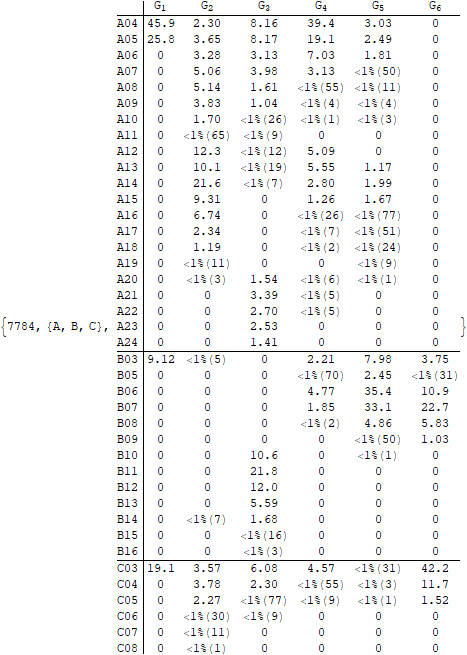 G1 G2 G3 G4 G5 G6
A04 45.9 2.30 8.16 39.4 3.03 0
A05 25.8 3.65 8.17 19.1 2.49 0
A06 0 3.28 3.13 7.03 1.81 0
A07 0 5.06 3.98 3.13 <1%(50) 0
A08 0 5.14 1.61 <1%(55) <1%(11) 0
A09 0 3.83 1.04 <1%(4) <1%(4) 0
A10 0 1.70 <1%(26) <1%(1) <1%(3) 0
A11 0 <1%(65) <1%(9) 0 0 0
A12 0 12.3 <1%(12) 5.09 0 0
A13 0 10.1 <1%(19) 5.55 1.17 0
A14 0 21.6 <1%(7) 2.80 1.99 0
A15 0 9.31 0 1.26 1.67 0
A16 0 6.74 0 <1%(26) <1%(77) 0
A17 0 2.34 0 <1%(7) <1%(51) 0
A18 0 1.19 0 <1%(2) <1%(24) 0
A19 0 <1%(11) 0 0 <1%(9) 0
A20 0 <1%(3) 1.54 <1%(6) <1%(1) 0
A21 0 0 3.39 <1%(5) 0 0
A22 0 0 2.70 <1%(5) 0 0
{7784, {A, B, C}, A23 0 0 2.53 0 0 0 }
A24 0 0 1.41 0 0 0
B03 9.12 <1%(5) 0 2.21 7.98 3.75
B05 0 0 0 <1%(70) 2.45 <1%(31)
B06 0 0 0 4.77 35.4 10.9
B07 0 0 0 1.85 33.1 22.7
B08 0 0 0 <1%(2) 4.86 5.83
B09 0 0 0 0 <1%(50) 1.03
B10 0 0 10.6 0 <1%(1) 0
B11 0 0 21.8 0 0 0
B12 0 0 12.0 0 0 0
B13 0 0 5.59 0 0 0
B14 0 <1%(7) 1.68 0 0 0
B15 0 0 <1%(16) 0 0 0
B16 0 0 <1%(3) 0 0 0
C03 19.1 3.57 6.08 4.57 <1%(31) 42.2
C04 0 3.78 2.30 <1%(55) <1%(3) 11.7
C05 0 2.27 <1%(77) <1%(9) <1%(1) 1.52
C06 0 <1%(30) <1%(9) 0 0 0
C07 0 <1%(11) 0 0 0 0
C08 0 <1%(1) 0 0 0 0